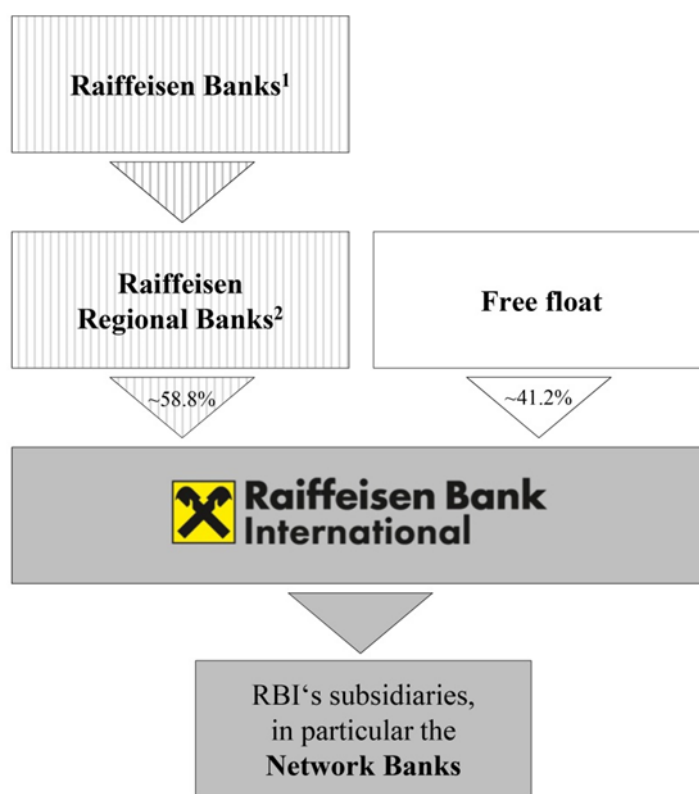 Raiffeisen Banks¹
Raiffeisen
Regional Banks²
Free float
~58.8%
~41.2%
Raiffeisen Bank
International
RBI‘s subsidiaries,
in particular the
Network Banks